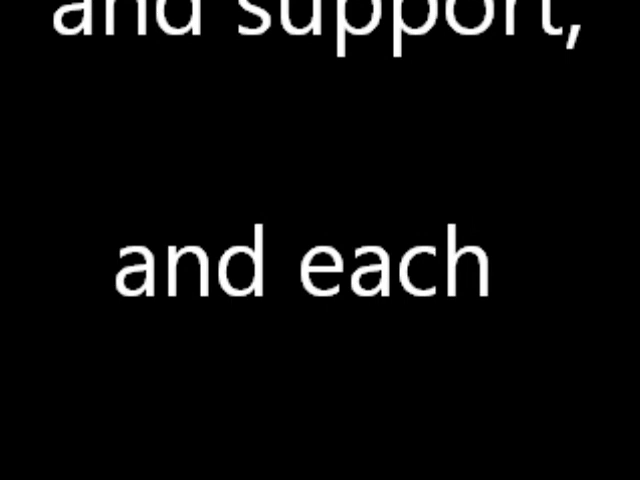 and support,
and each